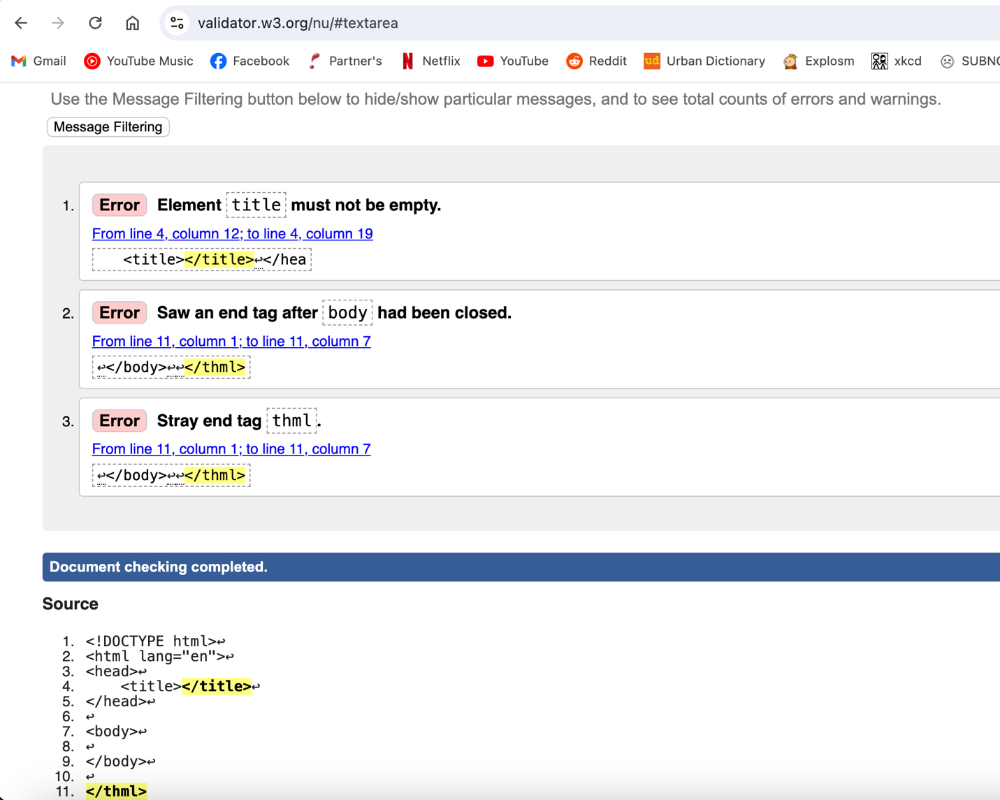 validator.w3.org/nu/#textarea
Gmail YouTube Music Facebook Partner's Netflix YouTube Reddit ud Urban Dictionary Explosm xkcd SUBNO
Use the Message Filtering button below to hide/show particular messages, and to see total counts of errors and warnings.
Message Filtering
1. Error Element title must not be empty.
From line 4, column 12; to line 4, column 19
<title></title>↩</hea
2. Error Saw an end tag after body had been closed.
From line 11, column 1; to line 11, column 7
↩</body>↩↩</thml>
3. Error Stray end tag thml.
From line 11, column 1; to line 11, column 7
↩</body>↩↩</thml>
Document checking completed.
Source
1. <!DOCTYPE html>↩
2. <html lang="en">↩
3. <head>↩
4.     <title></title>↩
5. </head>↩
6. ↩
7. <body>↩
8. ↩
9. </body>↩
10. ↩
11. </thml>